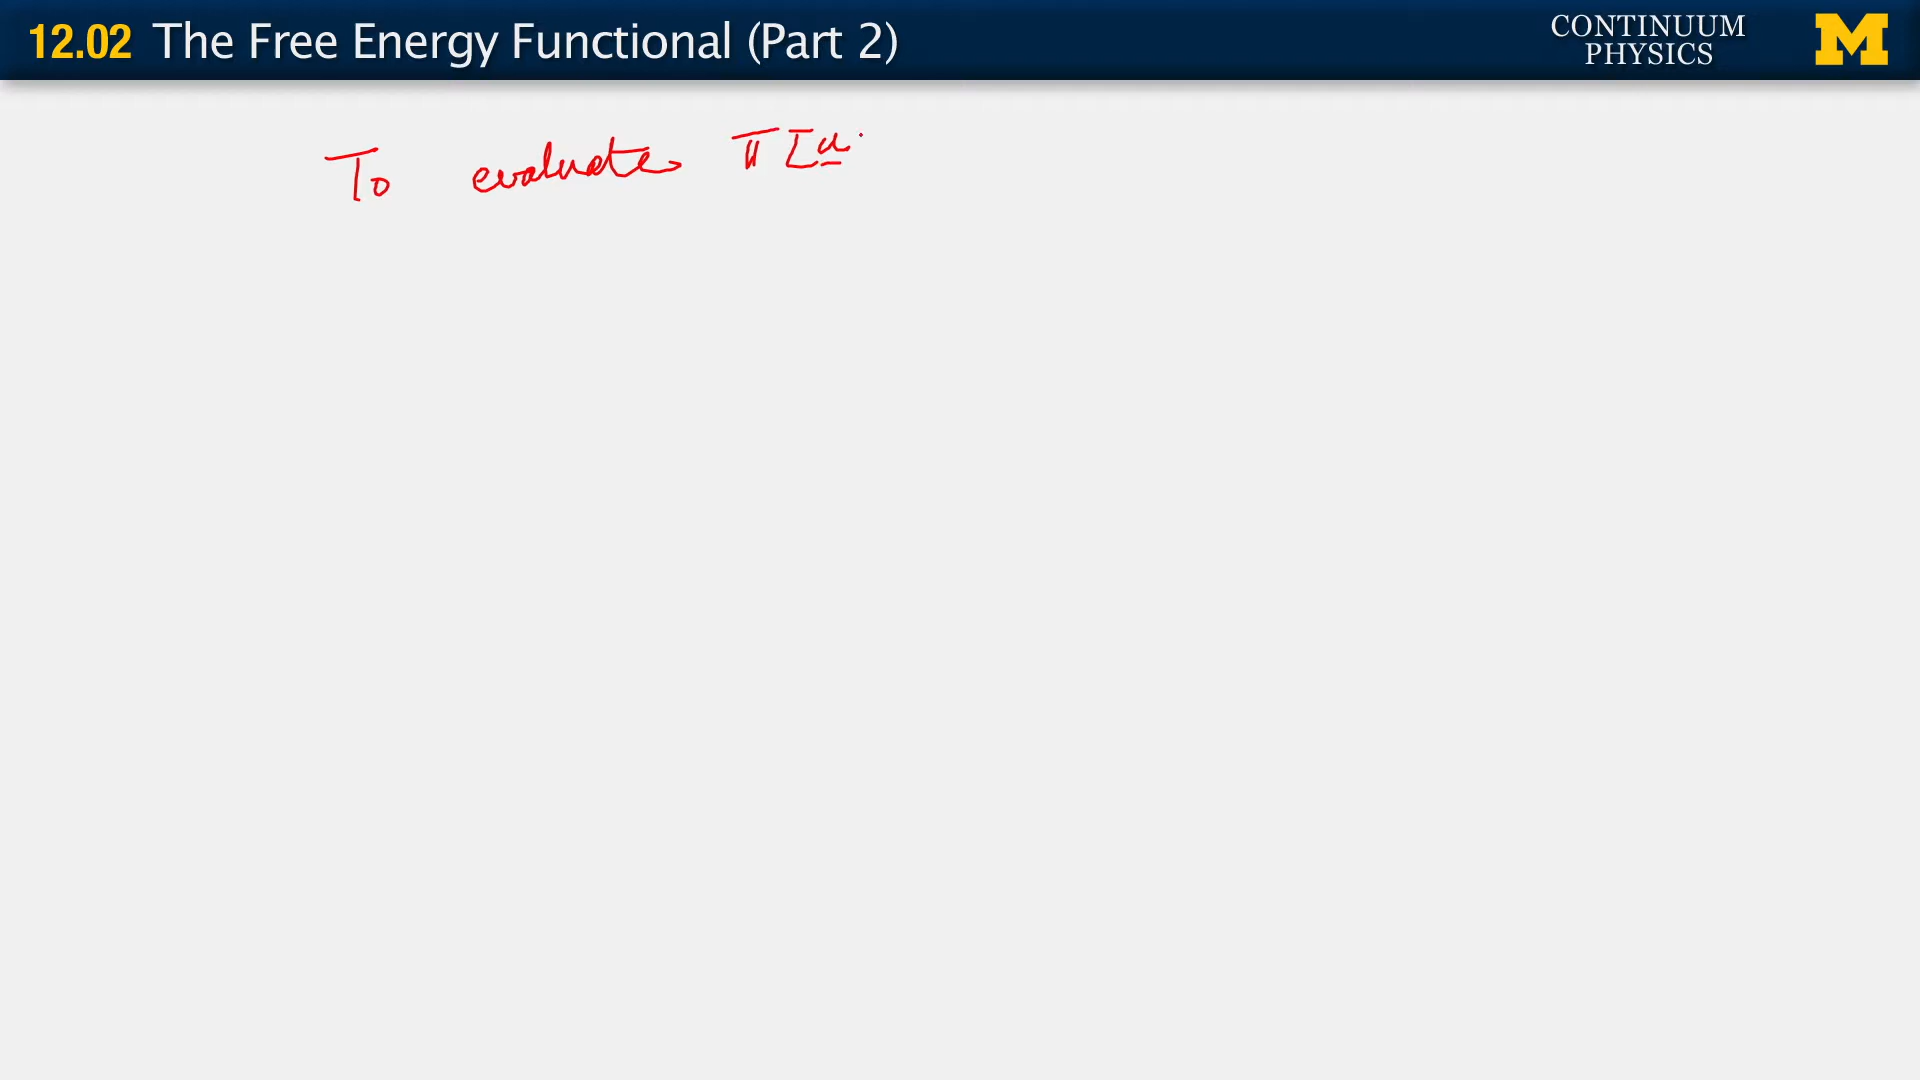 12.02 The Free Energy Functional (Part 2)
CONTINUUM
PHYSICS
M
To evaluate Π[u